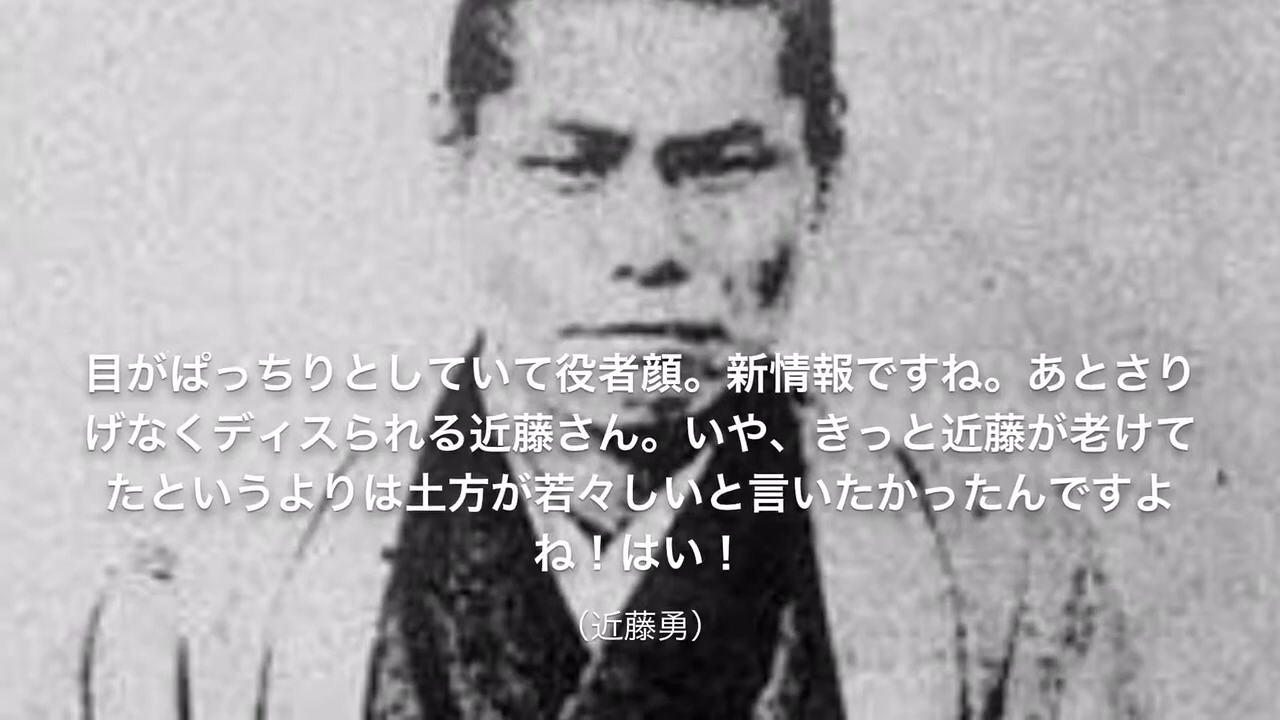 目がぱっちりとしていて役者顔。新情報ですね。あとさり
げなくディスられる近藤さん。いや、きっと近藤が老けて
たというよりは土方が若々しいと言いたかったんですよ
ね！はい！
（近藤勇）